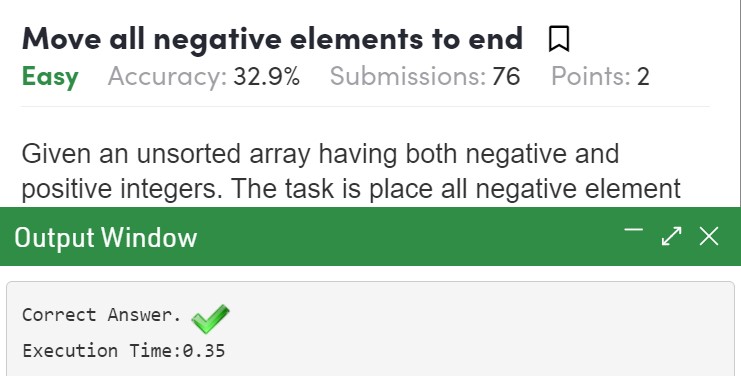 Move all negative elements to end
Easy Accuracy: 32.9% Submissions: 76 Points: 2
Given an unsorted array having both negative and
positive integers. The task is place all negative element
Output Window
Correct Answer.
Execution Time:0.35